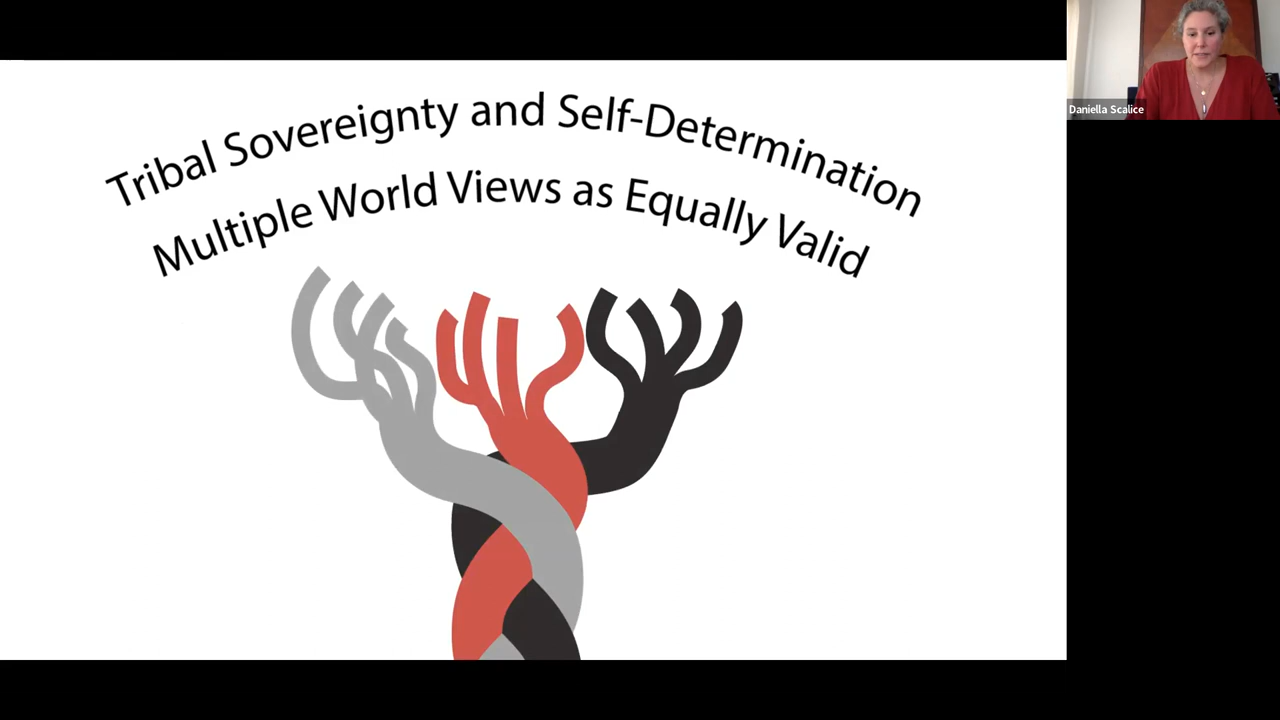 Tribal Sovereignty and Self-Determination
Multiple World Views as Equally Valid
Daniella Scalice